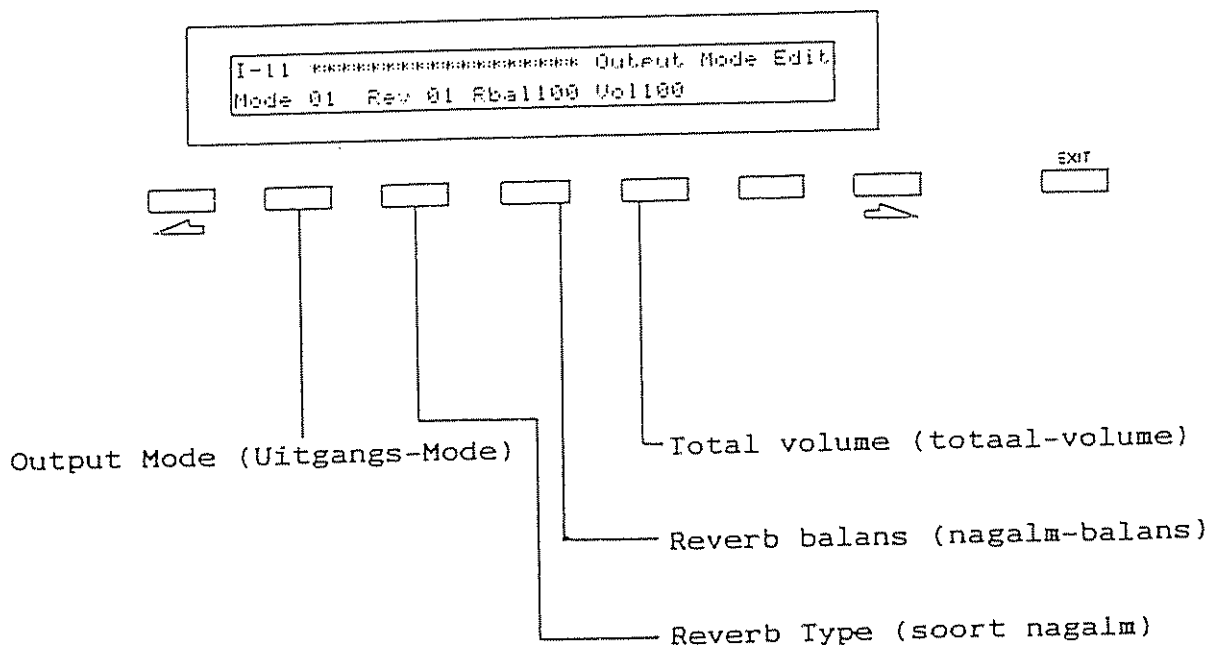 I-11 ******************* Output Mode Edit
Mode 01 Rev 01 Rbal100 Vol100
EXIT
Output Mode (Uitgangs-Mode)
Total volume (totaal-volume)
Reverb balans (nagalm-balans)
Reverb Type (soort nagalm)